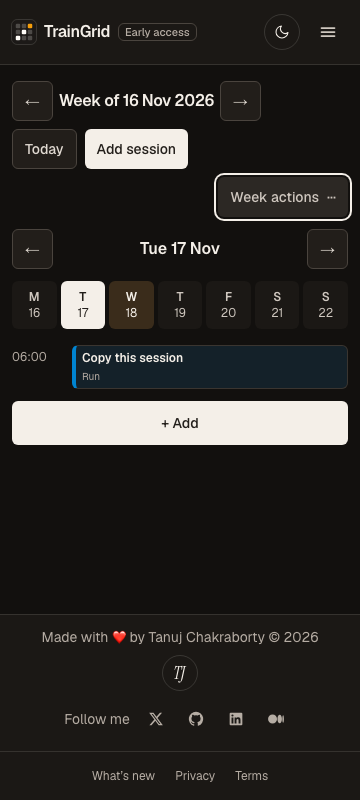 TrainGrid Early access
← Week of 16 Nov 2026 →
Today Add session
Week actions ···
← Tue 17 Nov →
M T W T F S S
16 17 18 19 20 21 22
06:00 Copy this session
Run
+ Add
Made with ❤️ by Tanuj Chakraborty © 2026
TJ
Follow me
What's new Privacy Terms